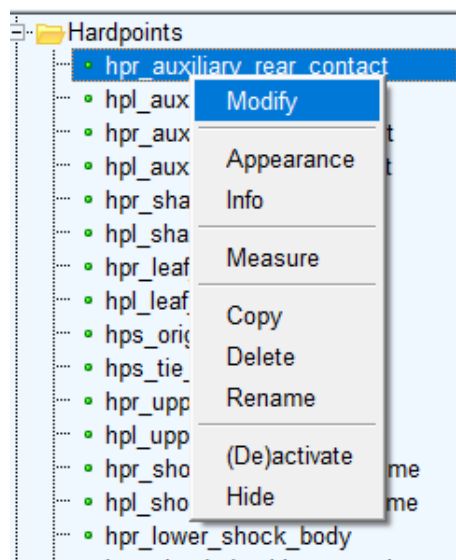 Hardpoints
hpr_auxiliary_rear_contact
hpl_aux
hpr_aux t
hpl_aux t
hpr_sha
hpl_sha
hpr_leaf
hpl_leaf
hps_orig
hps_tie_
hpr_upp
hpl_upp
hpr_sho me
hpl_sho me
hpr_lower_shock_body
Modify
Appearance
Info
Measure
Copy
Delete
Rename
(De)activate
Hide